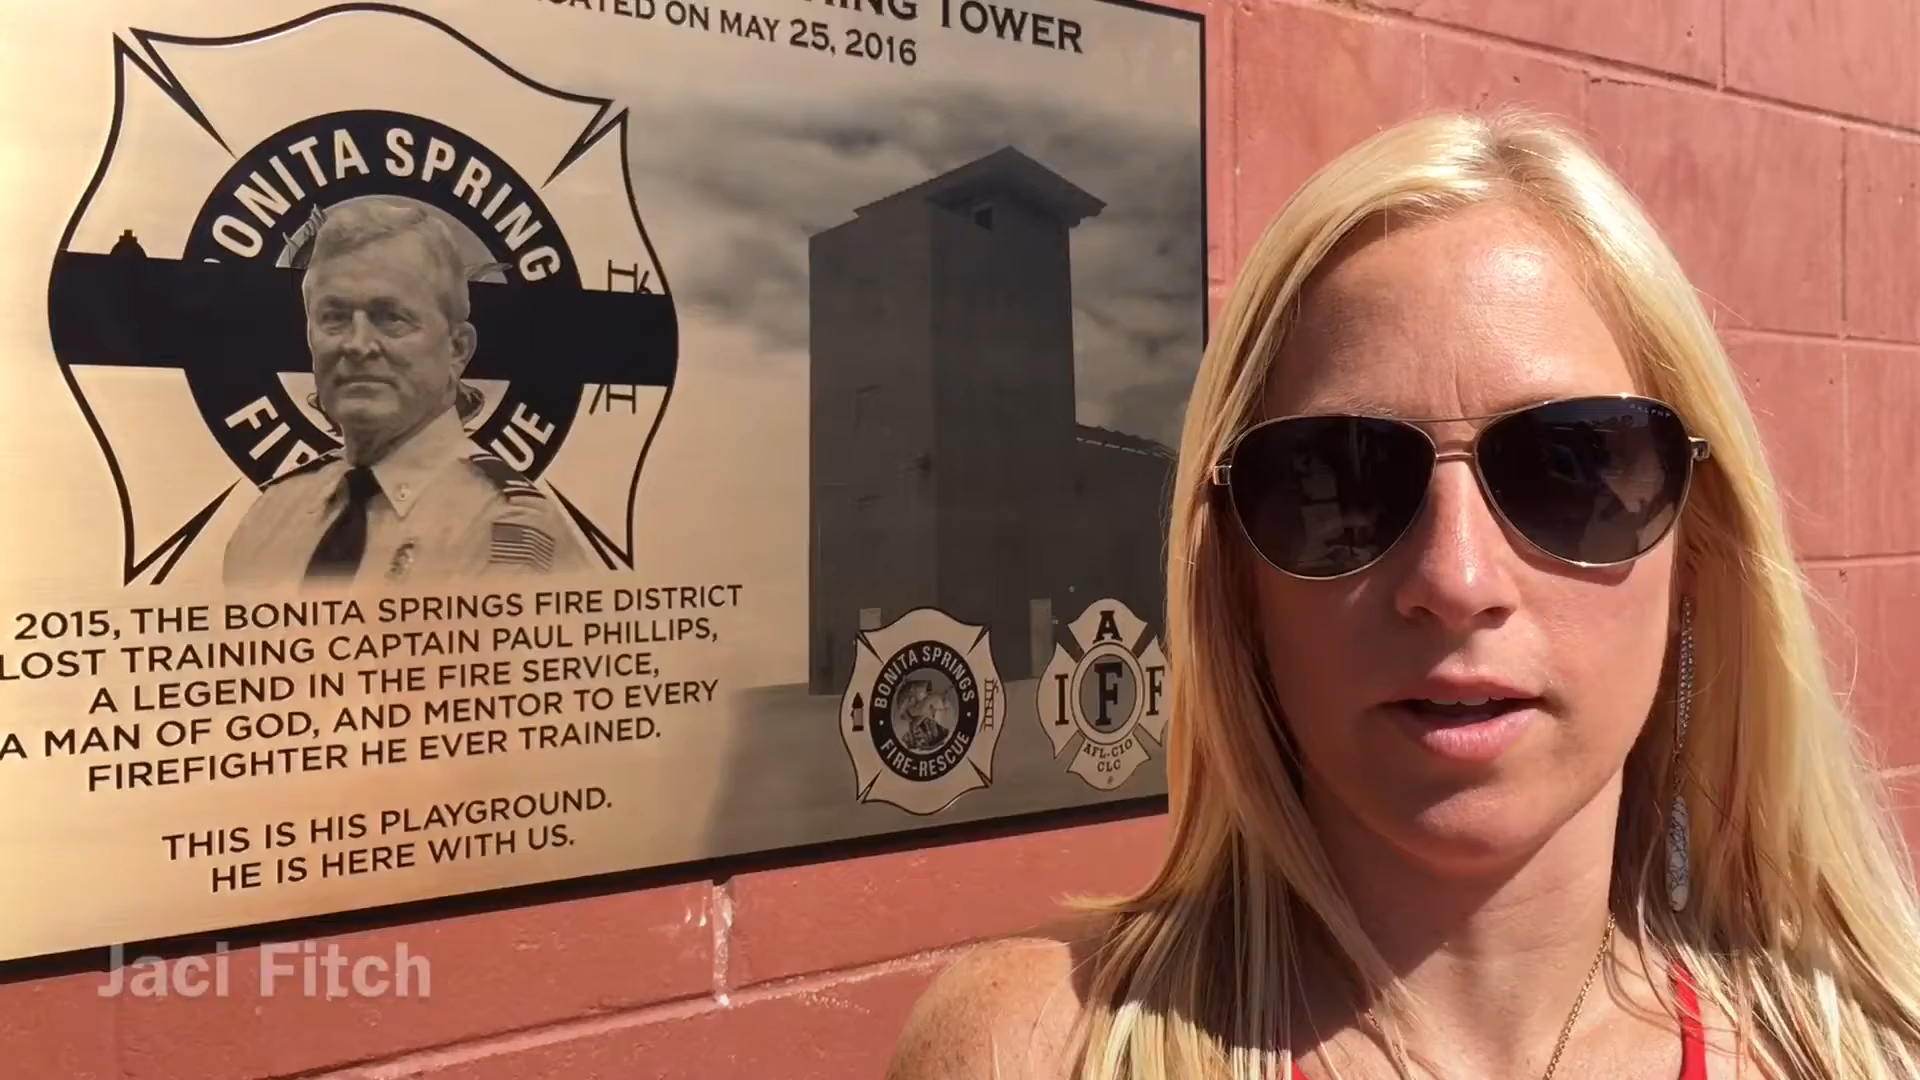 TOWER
ON MAY 25, 2016
BONITA SPRING
FIRE
UE
2015, THE BONITA SPRINGS FIRE DISTRICT
LOST TRAINING CAPTAIN PAUL PHILLIPS,
A LEGEND IN THE FIRE SERVICE,
A MAN OF GOD, AND MENTOR TO EVERY
FIREFIGHTER HE EVER TRAINED.
THIS IS HIS PLAYGROUND.
HE IS HERE WITH US.
BONITA SPRINGS
FIRE-RESCUE
A
I F F
AFL-CIO
CLC
Jaci Fitch